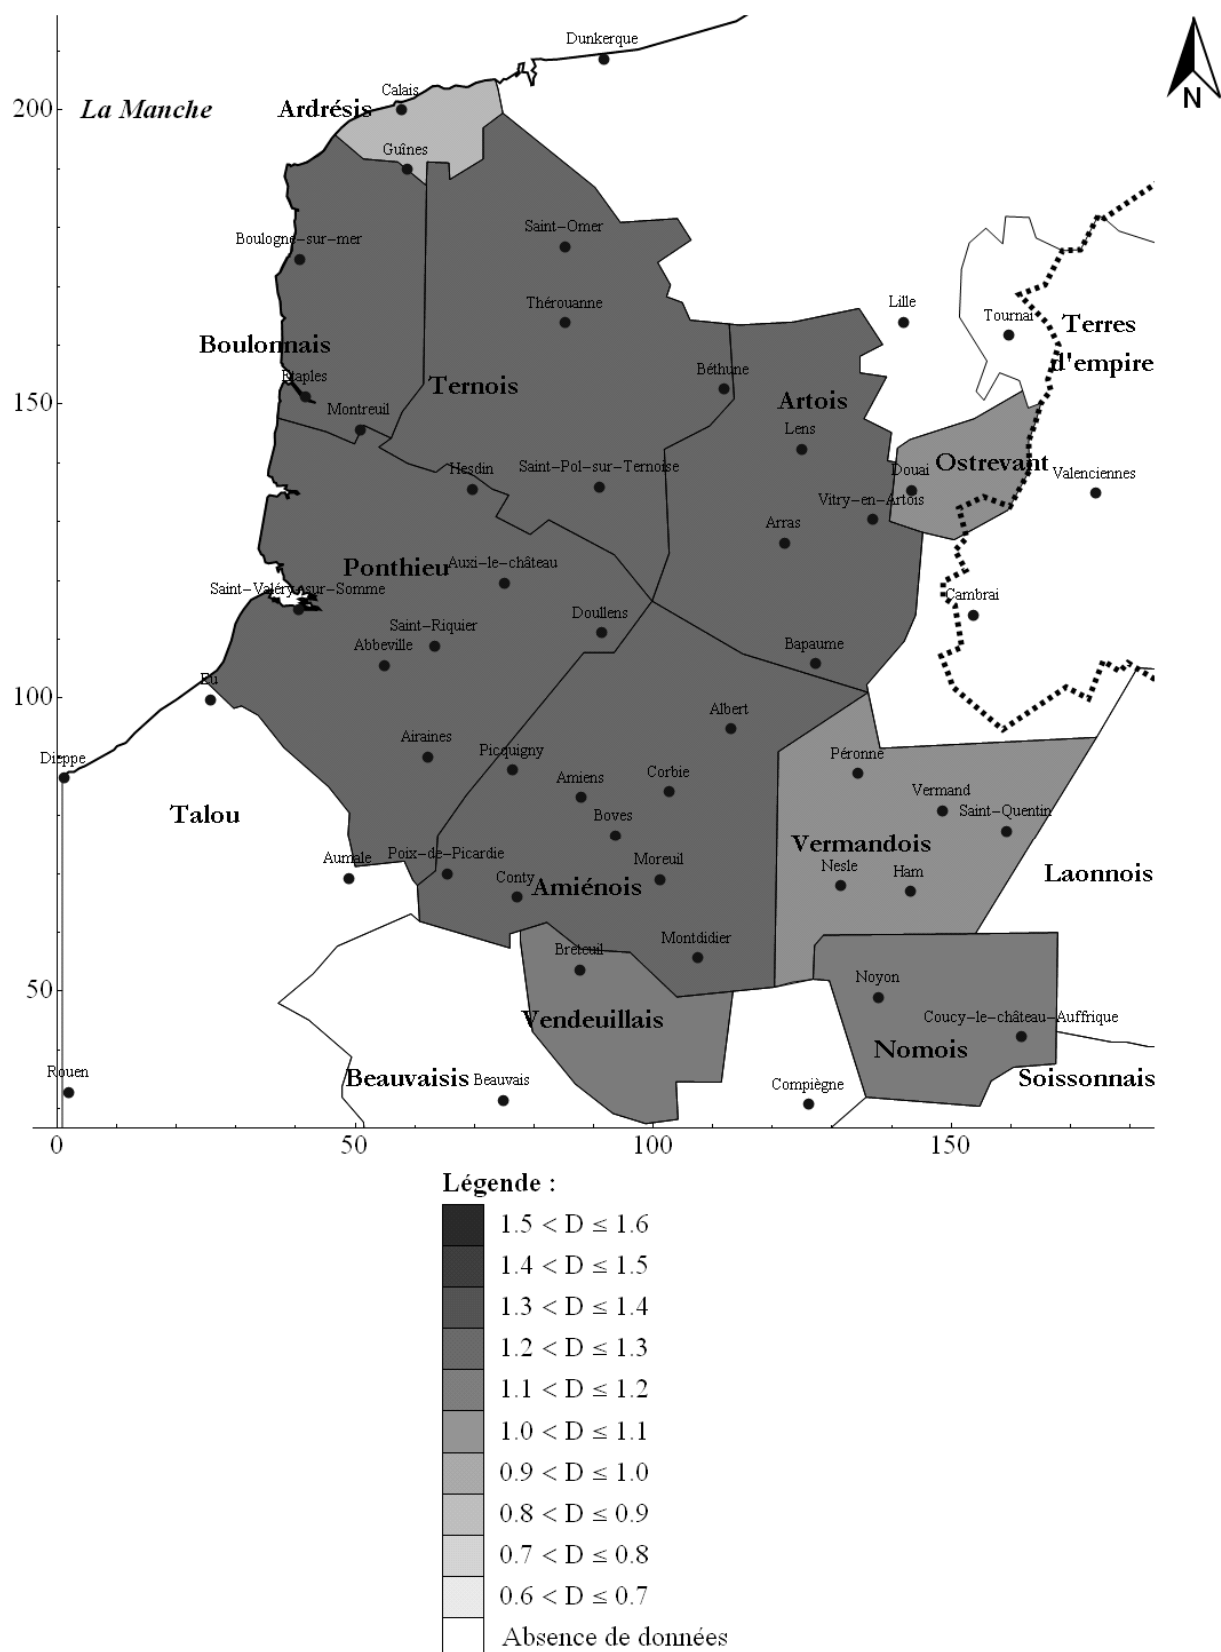 Dunkerque
N
Calais
200
La Manche
Ardrésis
Guînes
Saint-Omer
Boulogne-sur-mer
Thérouanne
Lille
Tournai
Terres
d'empire
Boulonnais
Étaples
Ternois
Béthune
Artois
150
Montreuil
Lens
Hesdin
Saint-Pol-sur-Ternoise
Douai
Ostrevant
Valenciennes
Vitry-en-Artois
Arras
Ponthieu
Auxi-le-château
Saint-Valéry-sur-Somme
Cambrai
Doullens
Saint-Riquier
Abbeville
Bapaume
Eu
100
Albert
Airaines
Picquigny
Dieppe
Péronne
Amiens
Corbie
Vermand
Saint-Quentin
Talou
Boves
Vermandois
Aumale
Poix-de-Picardie
Moreuil
Nesle
Ham
Laonnois
Conty
Amiénois
Montdidier
Breteuil
50
Noyon
Coucy-le-château-Auffrique
Vendeuillais
Nomois
Rouen
Beauvaisis
Beauvais
Compiègne
Soissonnais
0
50
100
150
Légende :
1.5 < D ≤ 1.6
1.4 < D ≤ 1.5
1.3 < D ≤ 1.4
1.2 < D ≤ 1.3
1.1 < D ≤ 1.2
1.0 < D ≤ 1.1
0.9 < D ≤ 1.0
0.8 < D ≤ 0.9
0.7 < D ≤ 0.8
0.6 < D ≤ 0.7
Absence de données